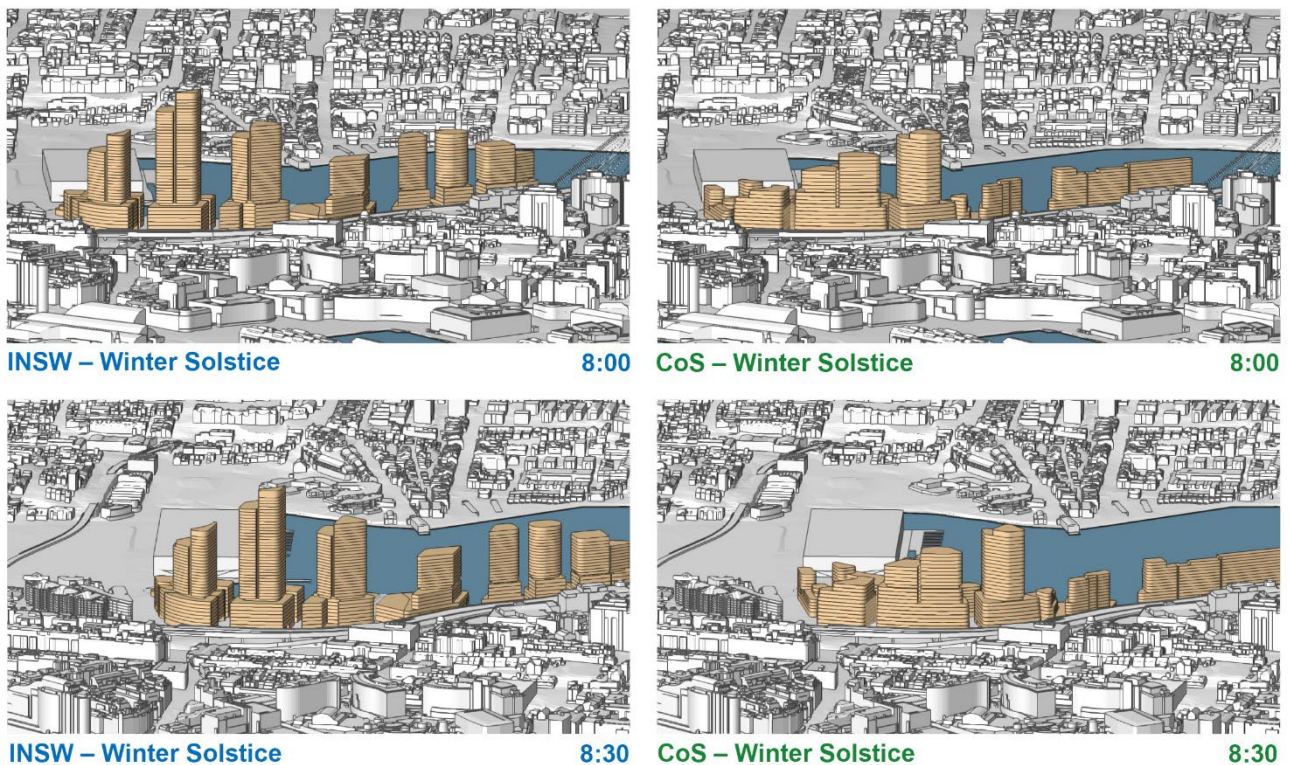 INSW – Winter Solstice 8:00
CoS – Winter Solstice 8:00
INSW – Winter Solstice 8:30
CoS – Winter Solstice 8:30